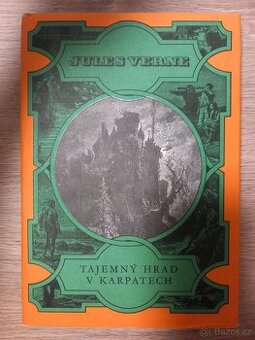 JULES VERNE
TAJEMNÝ HRAD
V KARPATECH
Bazos.cz